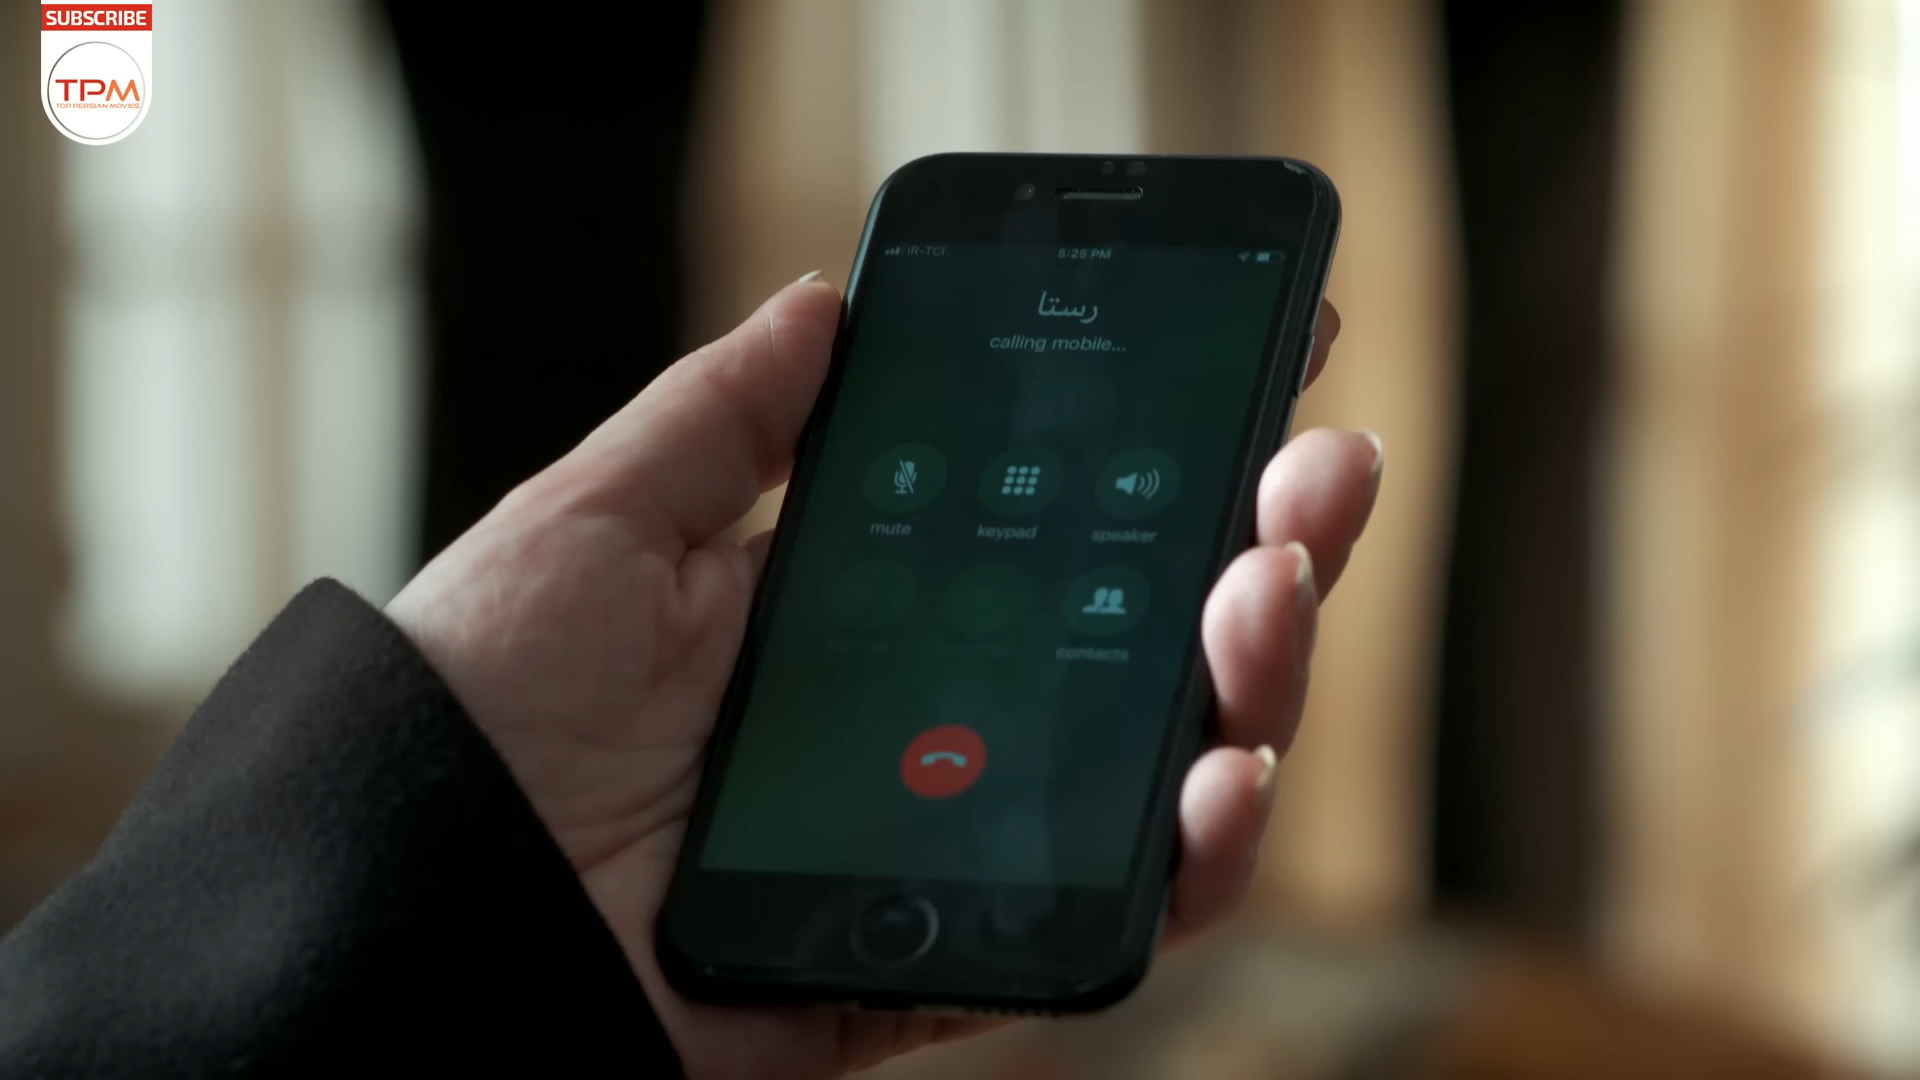 SUBSCRIBE
TPM
TOP PERSIAN MOVIES
IR-TCI
5:25 PM
رستا
calling mobile...
mute
keypad
speaker
contacts